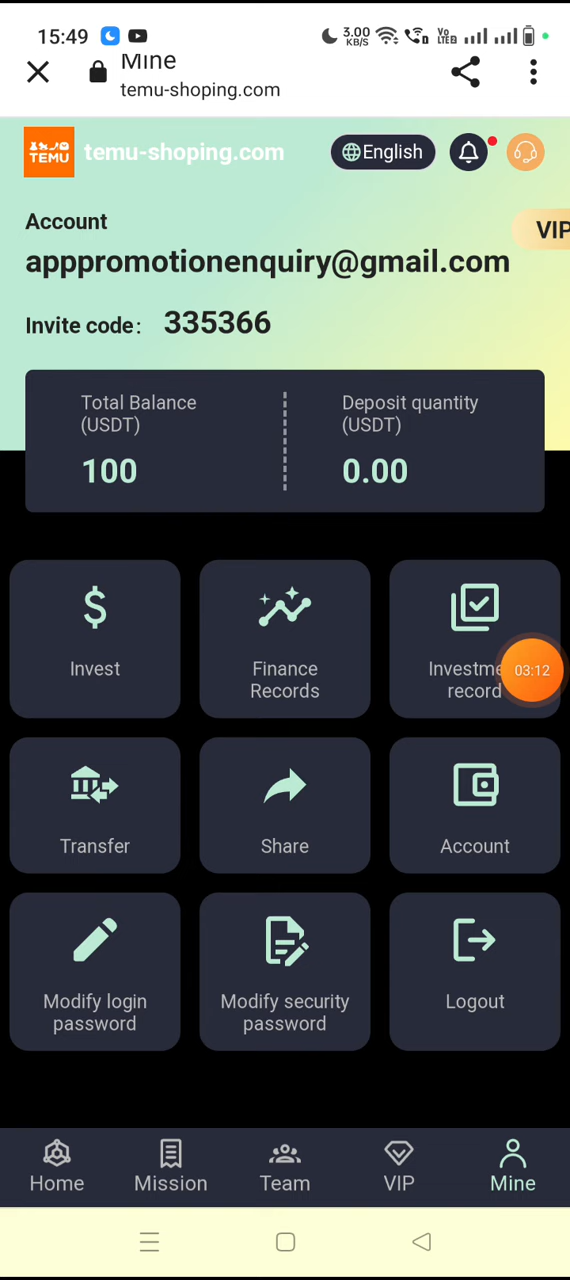 15:49
3.00 KB/S
Vo LTE2
Mine
temu-shoping.com
TEMU
temu-shoping.com
English
Account
VIP
apppromotionenquiry@gmail.com
Invite code: 335366
Total Balance (USDT)
Deposit quantity (USDT)
100
0.00
Invest
Finance Records
Investme record
03:12
Transfer
Share
Account
Modify login password
Modify security password
Logout
Home
Mission
Team
VIP
Mine